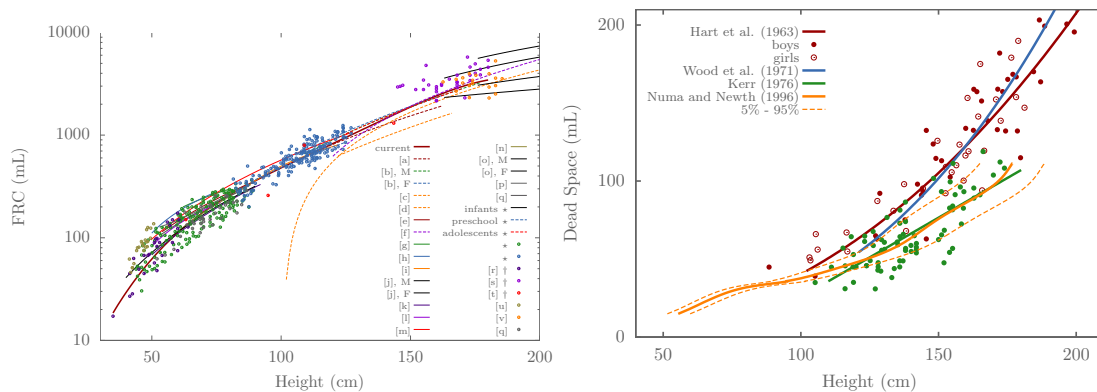 10000
1000
100
10
FRC (mL)
50
100
150
200
Height (cm)
current
[a]
[b], M
[b], F
[c]
[d]
[e]
[f]
[g]
[h]
[i]
[j], M
[j], F
[k]
[l]
[m]
[n]
[o], M
[o], F
[p]
[q]
infants ⋆
preschool ⋆
adolescents ⋆
⋆
⋆
[r] †
[s] †
[t] †
[u]
[v]
[q]
200
100
0
Dead Space (mL)
50
100
150
200
Height (cm)
Hart et al. (1963)
boys
girls
Wood et al. (1971)
Kerr (1976)
Numa and Newth (1996)
5% - 95%